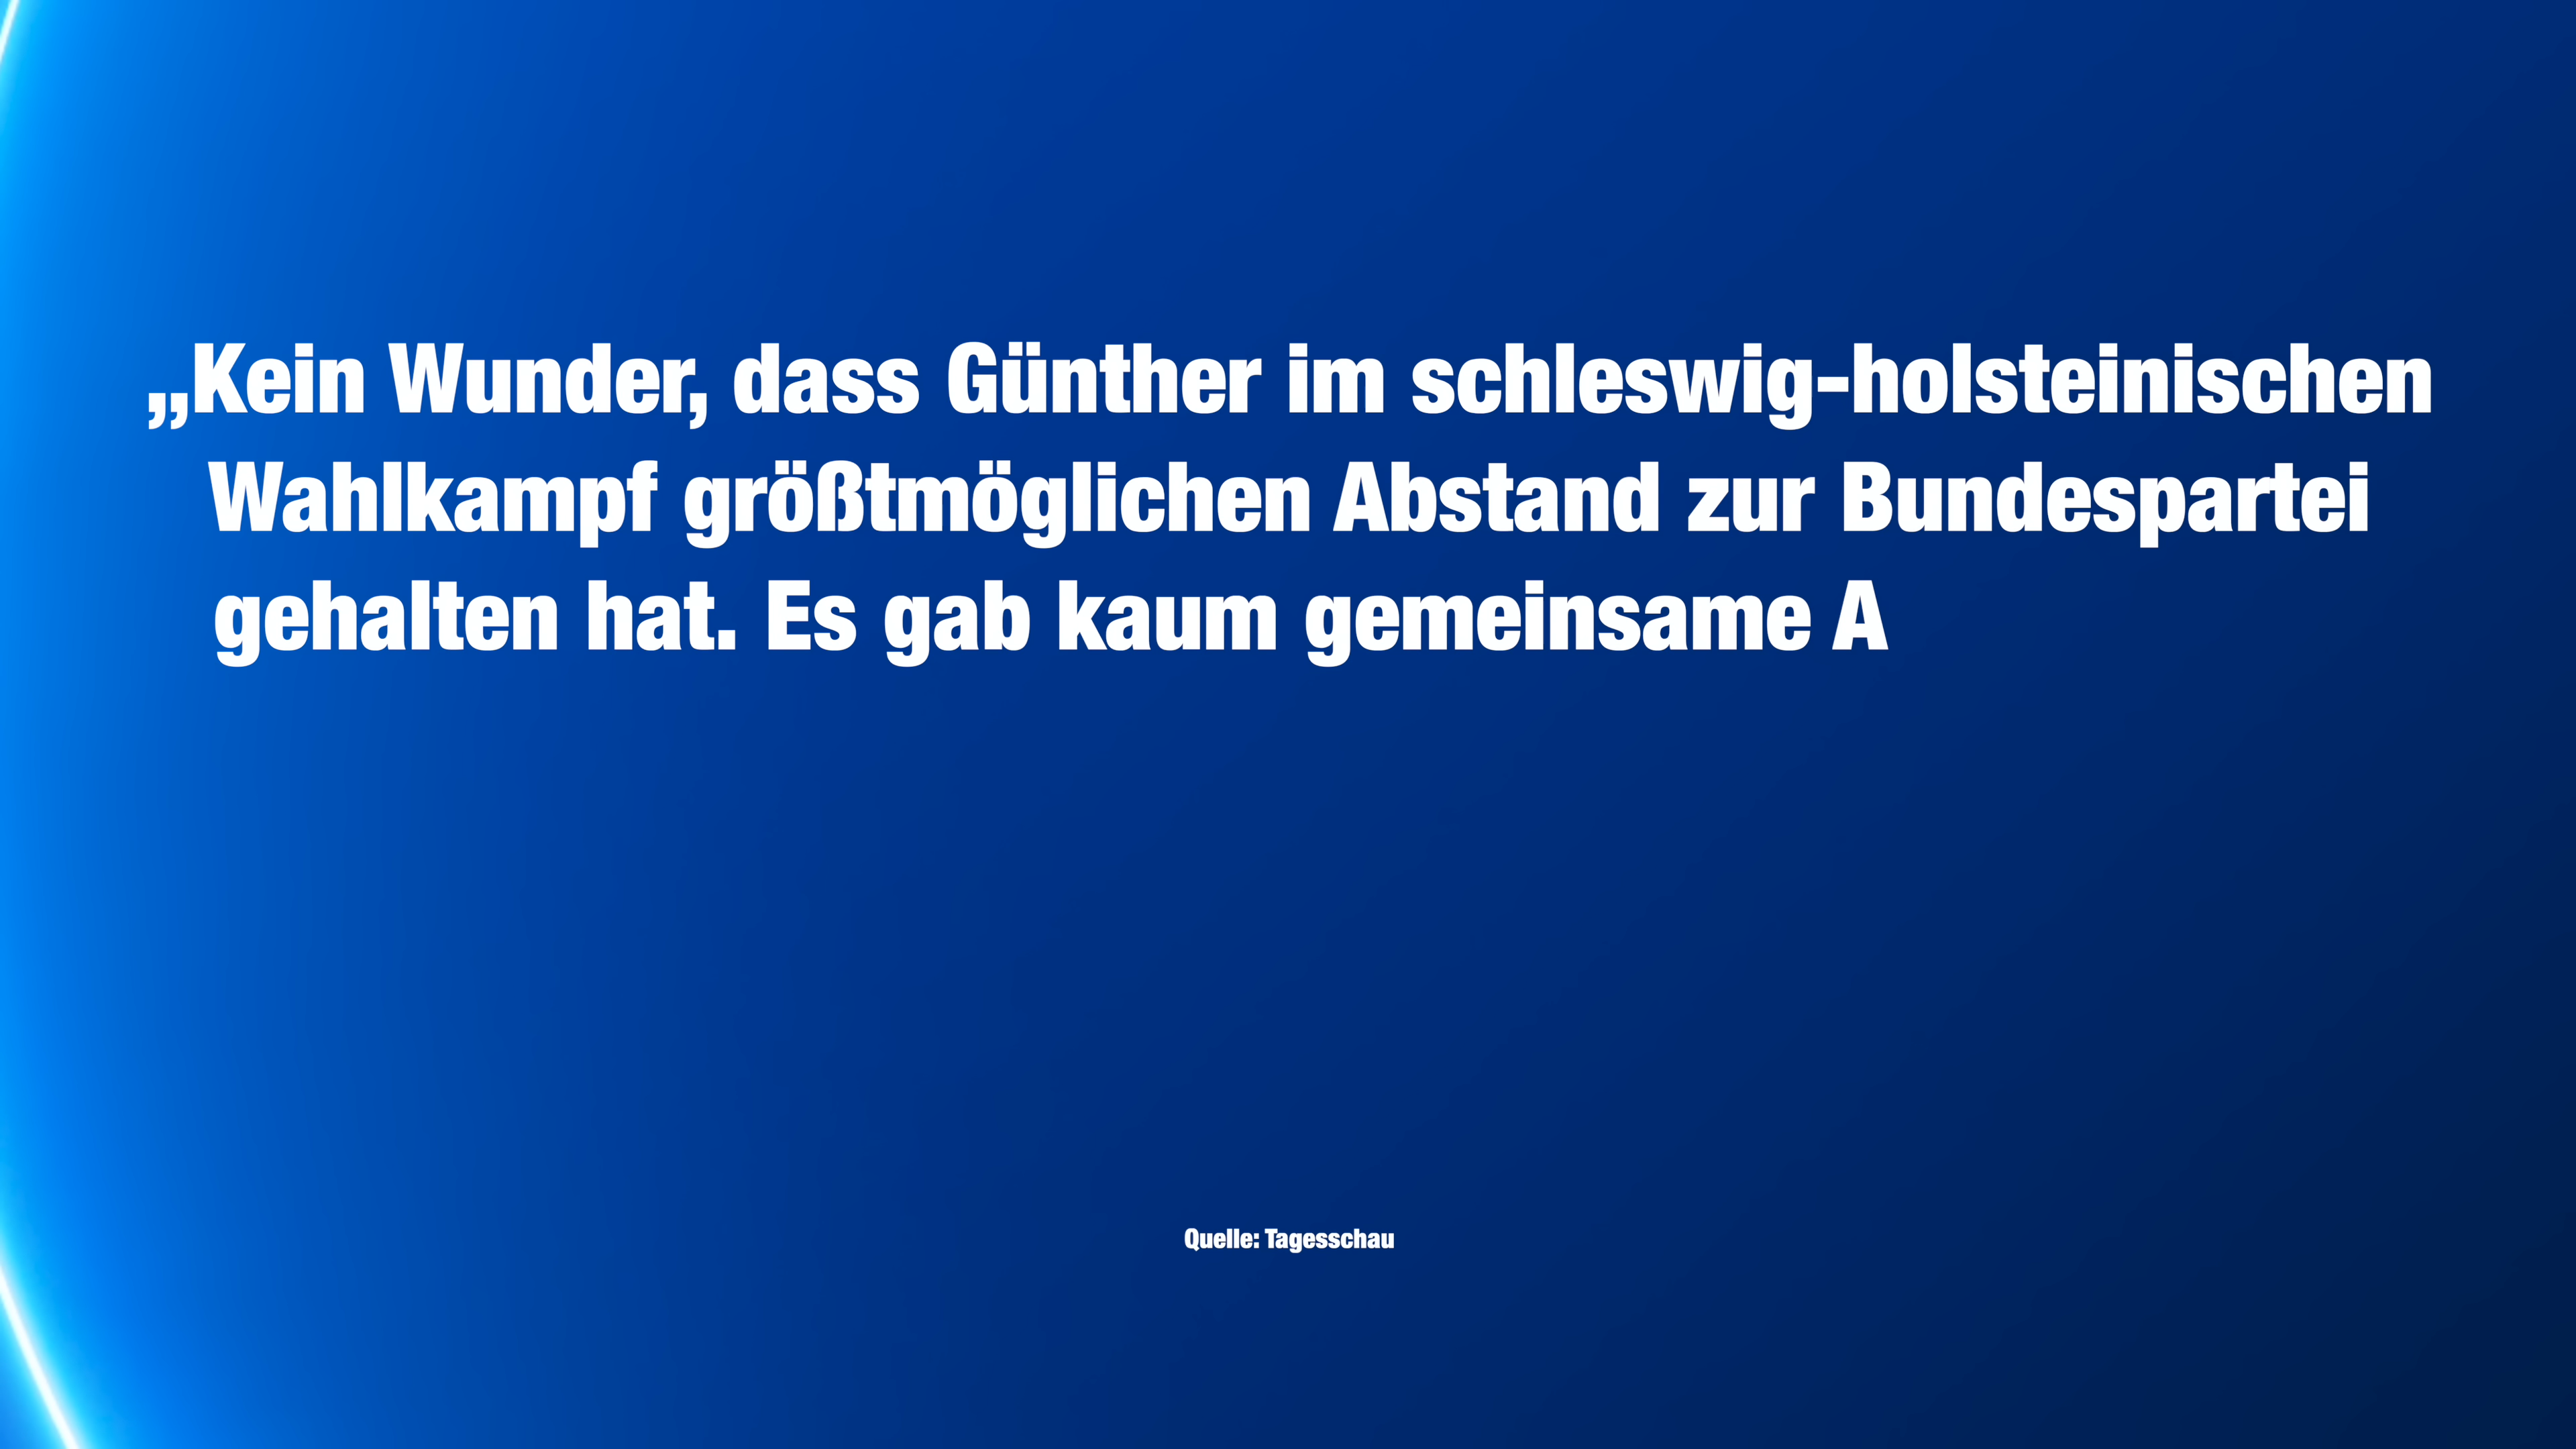 „Kein Wunder, dass Günther im schleswig-holsteinischen
Wahlkampf größtmöglichen Abstand zur Bundespartei
gehalten hat. Es gab kaum gemeinsame A
Quelle: Tagesschau